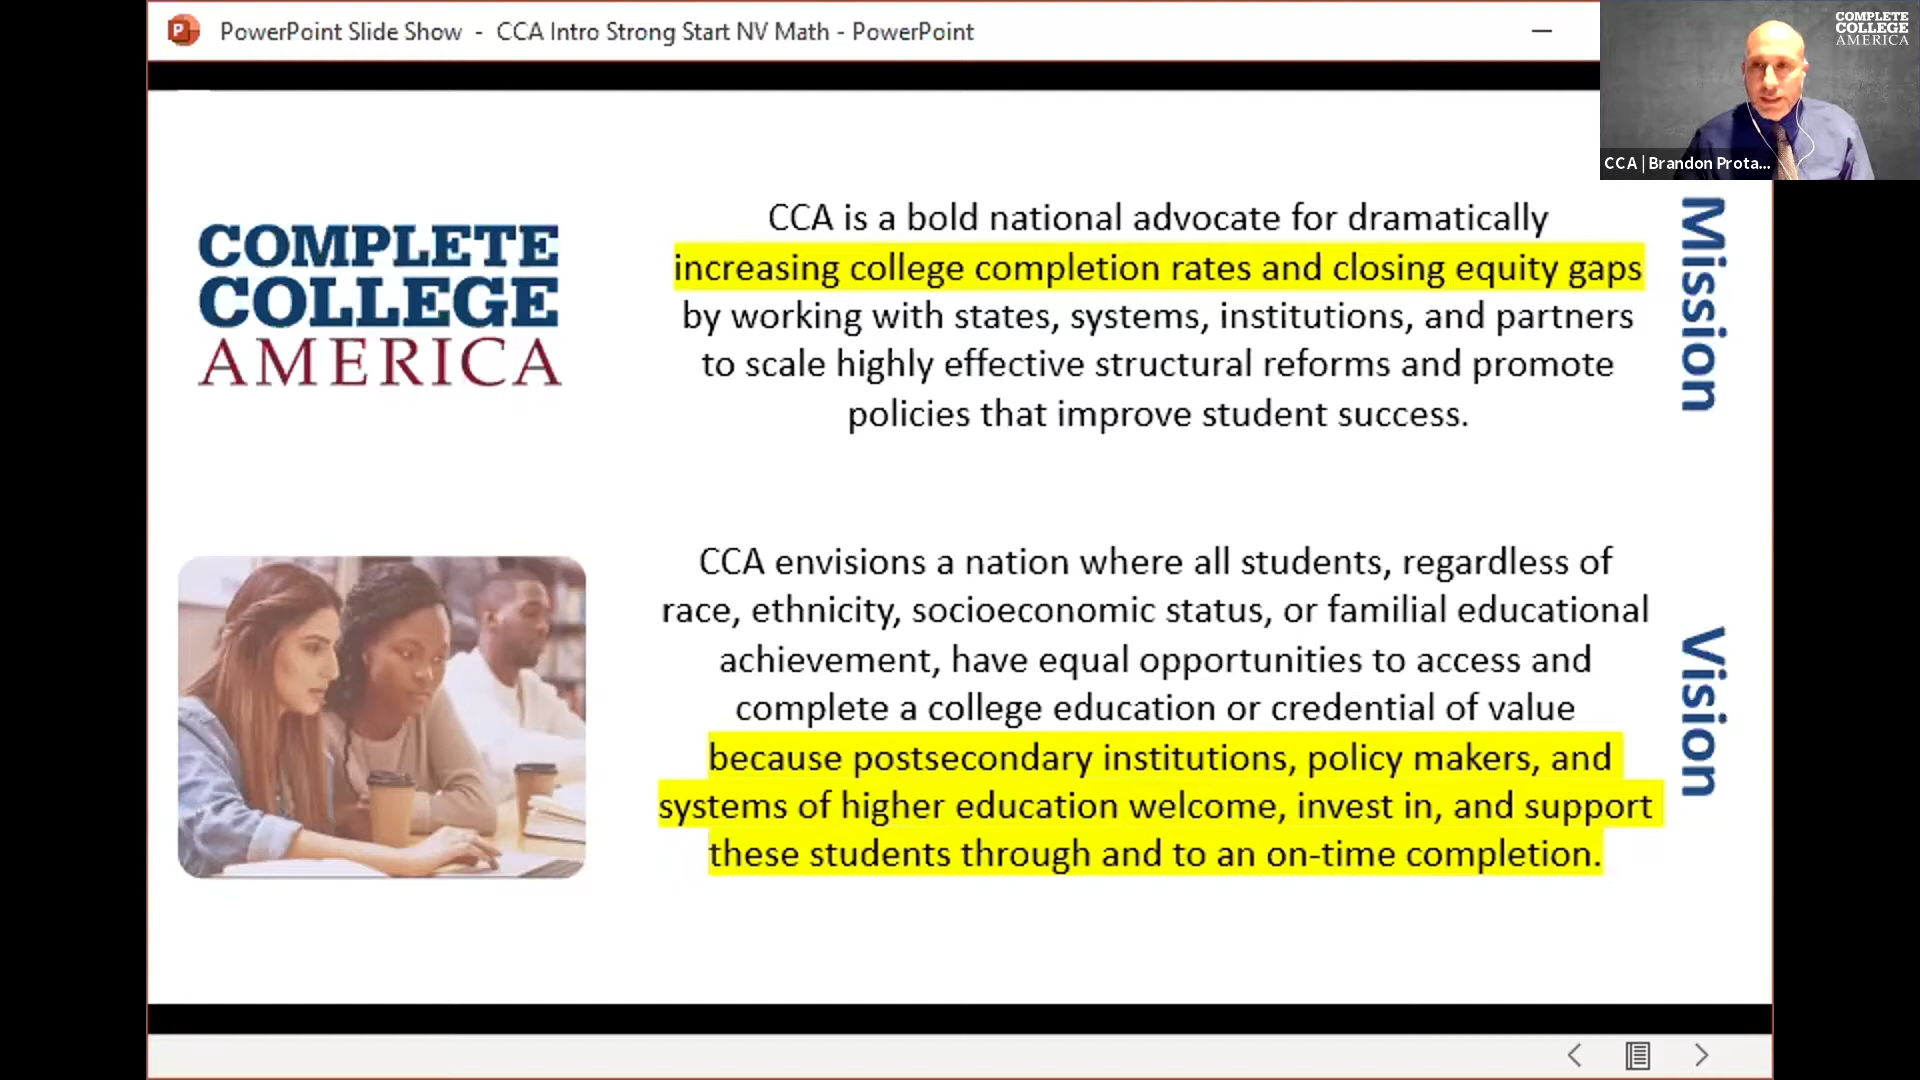 PowerPoint Slide Show - CCA Intro Strong Start NV Math - PowerPoint
COMPLETE
COLLEGE
AMERICA
CCA | Brandon Prota...
COMPLETE
COLLEGE
AMERICA
CCA is a bold national advocate for dramatically
increasing college completion rates and closing equity gaps
by working with states, systems, institutions, and partners
to scale highly effective structural reforms and promote
policies that improve student success.
Mission
CCA envisions a nation where all students, regardless of
race, ethnicity, socioeconomic status, or familial educational
achievement, have equal opportunities to access and
complete a college education or credential of value
because postsecondary institutions, policy makers, and
systems of higher education welcome, invest in, and support
these students through and to an on-time completion.
Vision